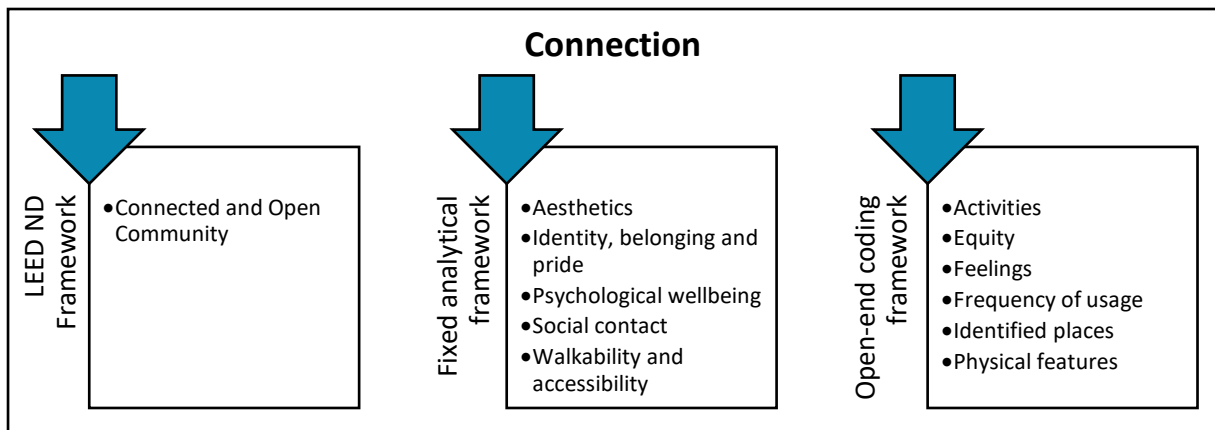 Connection
LEED ND
Framework
•Connected and Open
Community
Fixed analytical
framework
•Aesthetics
•Identity, belonging and
pride
•Psychological wellbeing
•Social contact
•Walkability and
accessibility
Open-end coding
framework
•Activities
•Equity
•Feelings
•Frequency of usage
•Identified places
•Physical features